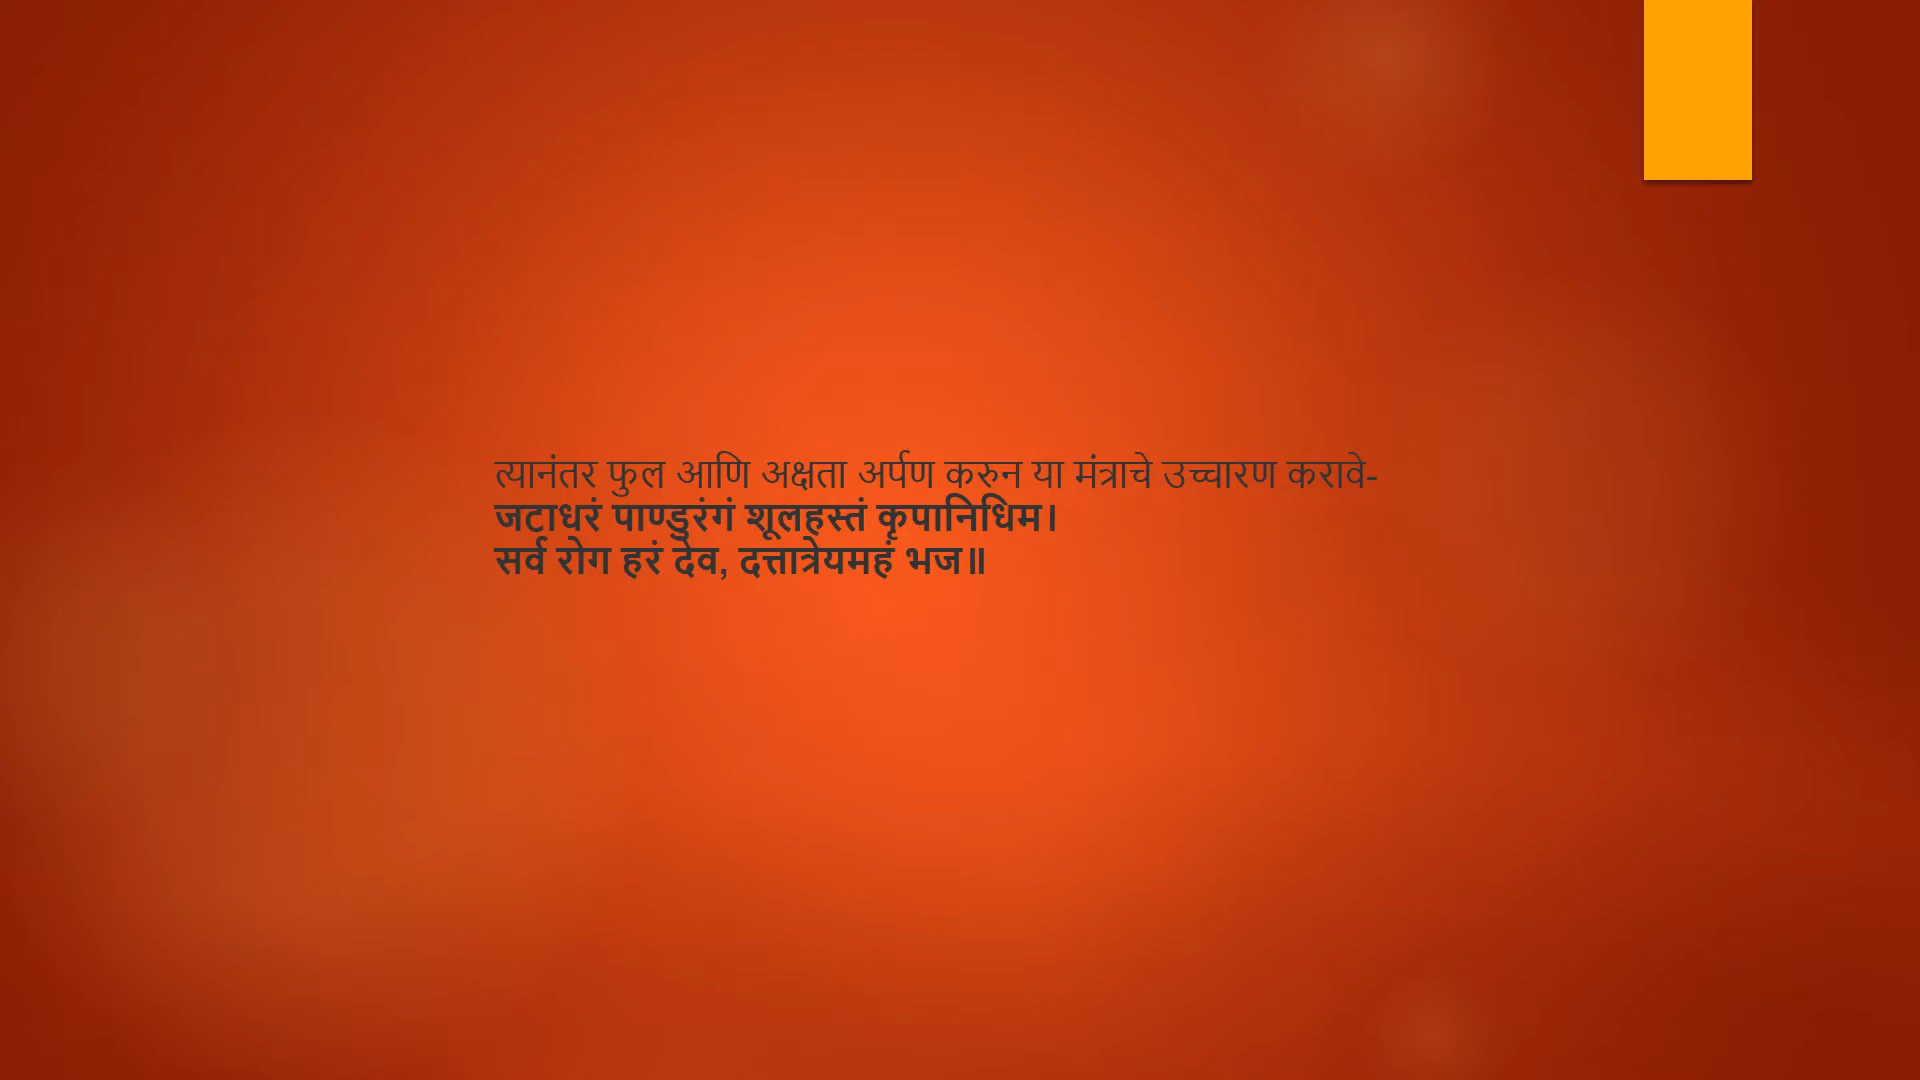 त्यानंतर फुल आणि अक्षता अर्पण करुन या मंत्राचे उच्चारण करावे-
जटाधरं पाण्डुरंगं शूलहस्तं कृपानिधिम।
सर्व रोग हरं देव, दत्तात्रेयमहं भज॥